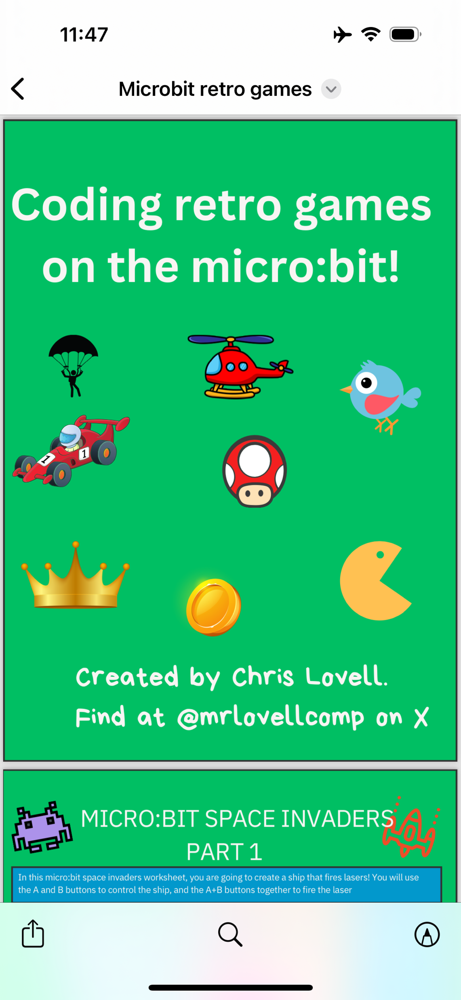 11:47
Microbit retro games
Coding retro games
on the micro:bit!
1
1
Created by Chris Lovell.
Find at @mrlovellcomp on X
MICRO:BIT SPACE INVADERS
PART 1
In this micro:bit space invaders worksheet, you are going to create a ship that fires lasers! You will use
the A and B buttons to control the ship, and the A+B buttons together to fire the laser